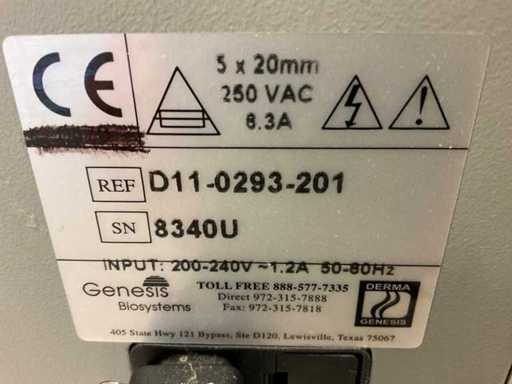 CE
5 x 20mm
250 VAC
6.3A
REF D11-0293-201
SN 8340U
INPUT: 200-240V ~1.2A 50-60Hz
Genesis Biosystems
TOLL FREE 888-577-7335
Direct 972-315-7888
Fax: 972-315-7818
DERMA GENESIS
405 State Hwy 121 Bypass, Ste D120, Lewisville, Texas 75067